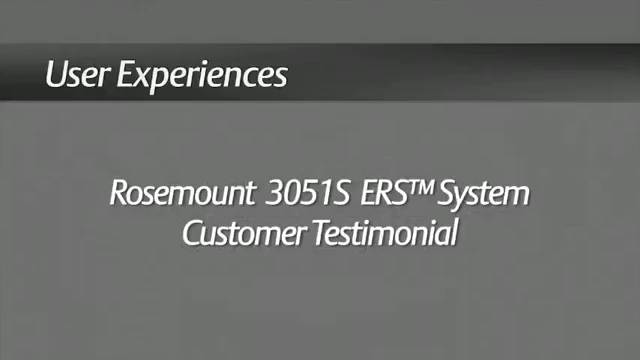 User Experiences
Rosemount 3051S ERS™ System
Customer Testimonial